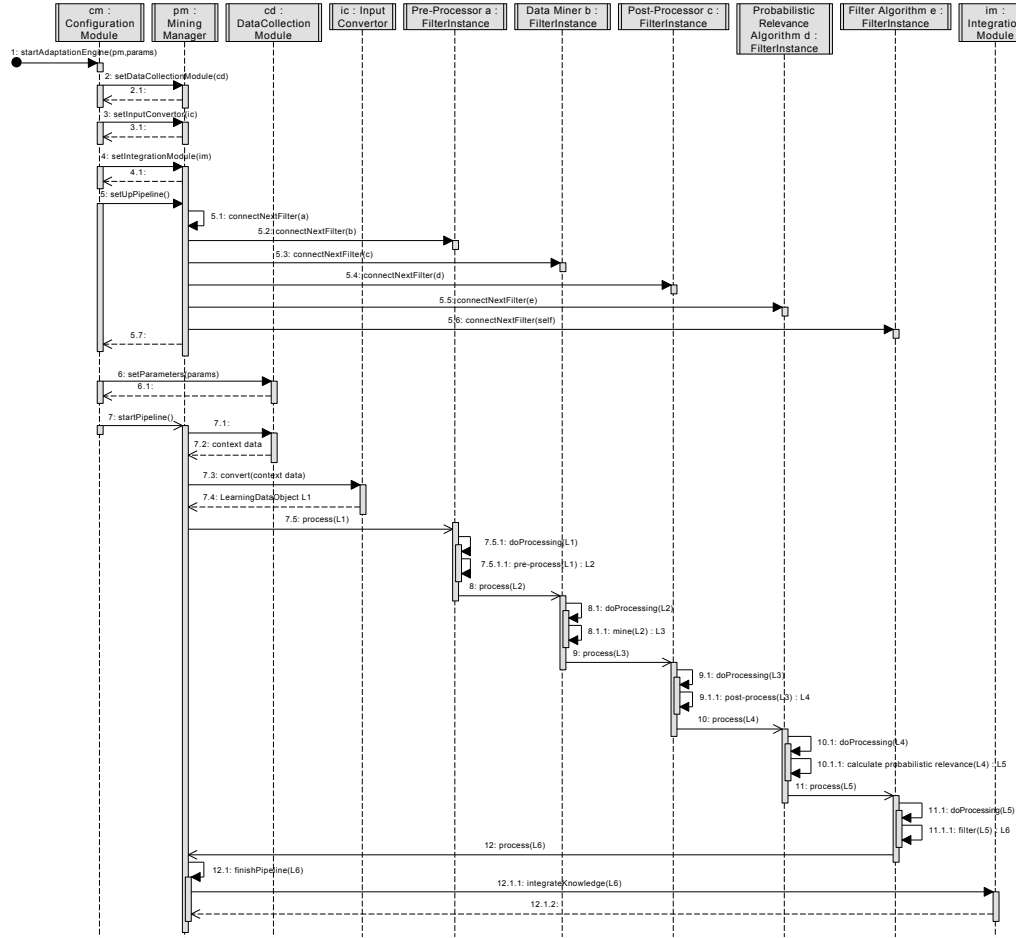 cm :
Configuration
Module
pm :
Mining
Manager
cd :
DataCollection
Module
ic : Input
Convertor
Pre-Processor a :
FilterInstance
Data Miner b :
FilterInstance
Post-Processor c :
FilterInstance
Probabilistic
Relevance
Algorithm d :
FilterInstance
Filter Algorithm e :
FilterInstance
im :
Integratio
Module
1: startAdaptationEngine(pm,params)
2: setDataCollectionModule(cd)
2.1:
3: setInputConvertor(ic)
3.1:
4: setIntegrationModule(im)
4.1:
5: setUpPipeline()
5.1: connectNextFilter(a)
5.2: connectNextFilter(b)
5.3: connectNextFilter(c)
5.4: connectNextFilter(d)
5.5: connectNextFilter(e)
5.6: connectNextFilter(self)
5.7:
6: setParameters(params)
6.1:
7: startPipeline()
7.1:
7.2: context data
7.3: convert(context data)
7.4: LearningDataObject L1
7.5: process(L1)
7.5.1: doProcessing(L1)
7.5.1.1: pre-process(L1) : L2
8: process(L2)
8.1: doProcessing(L2)
8.1.1: mine(L2) : L3
9: process(L3)
9.1: doProcessing(L3)
9.1.1: post-process(L3) : L4
10: process(L4)
10.1: doProcessing(L4)
10.1.1: calculate probabilistic relevance(L4) : L5
11: process(L5)
11.1: doProcessing(L5)
11.1.1: filter(L5) : L6
12: process(L6)
12.1: finishPipeline(L6)
12.1.1: integrateKnowledge(L6)
12.1.2: